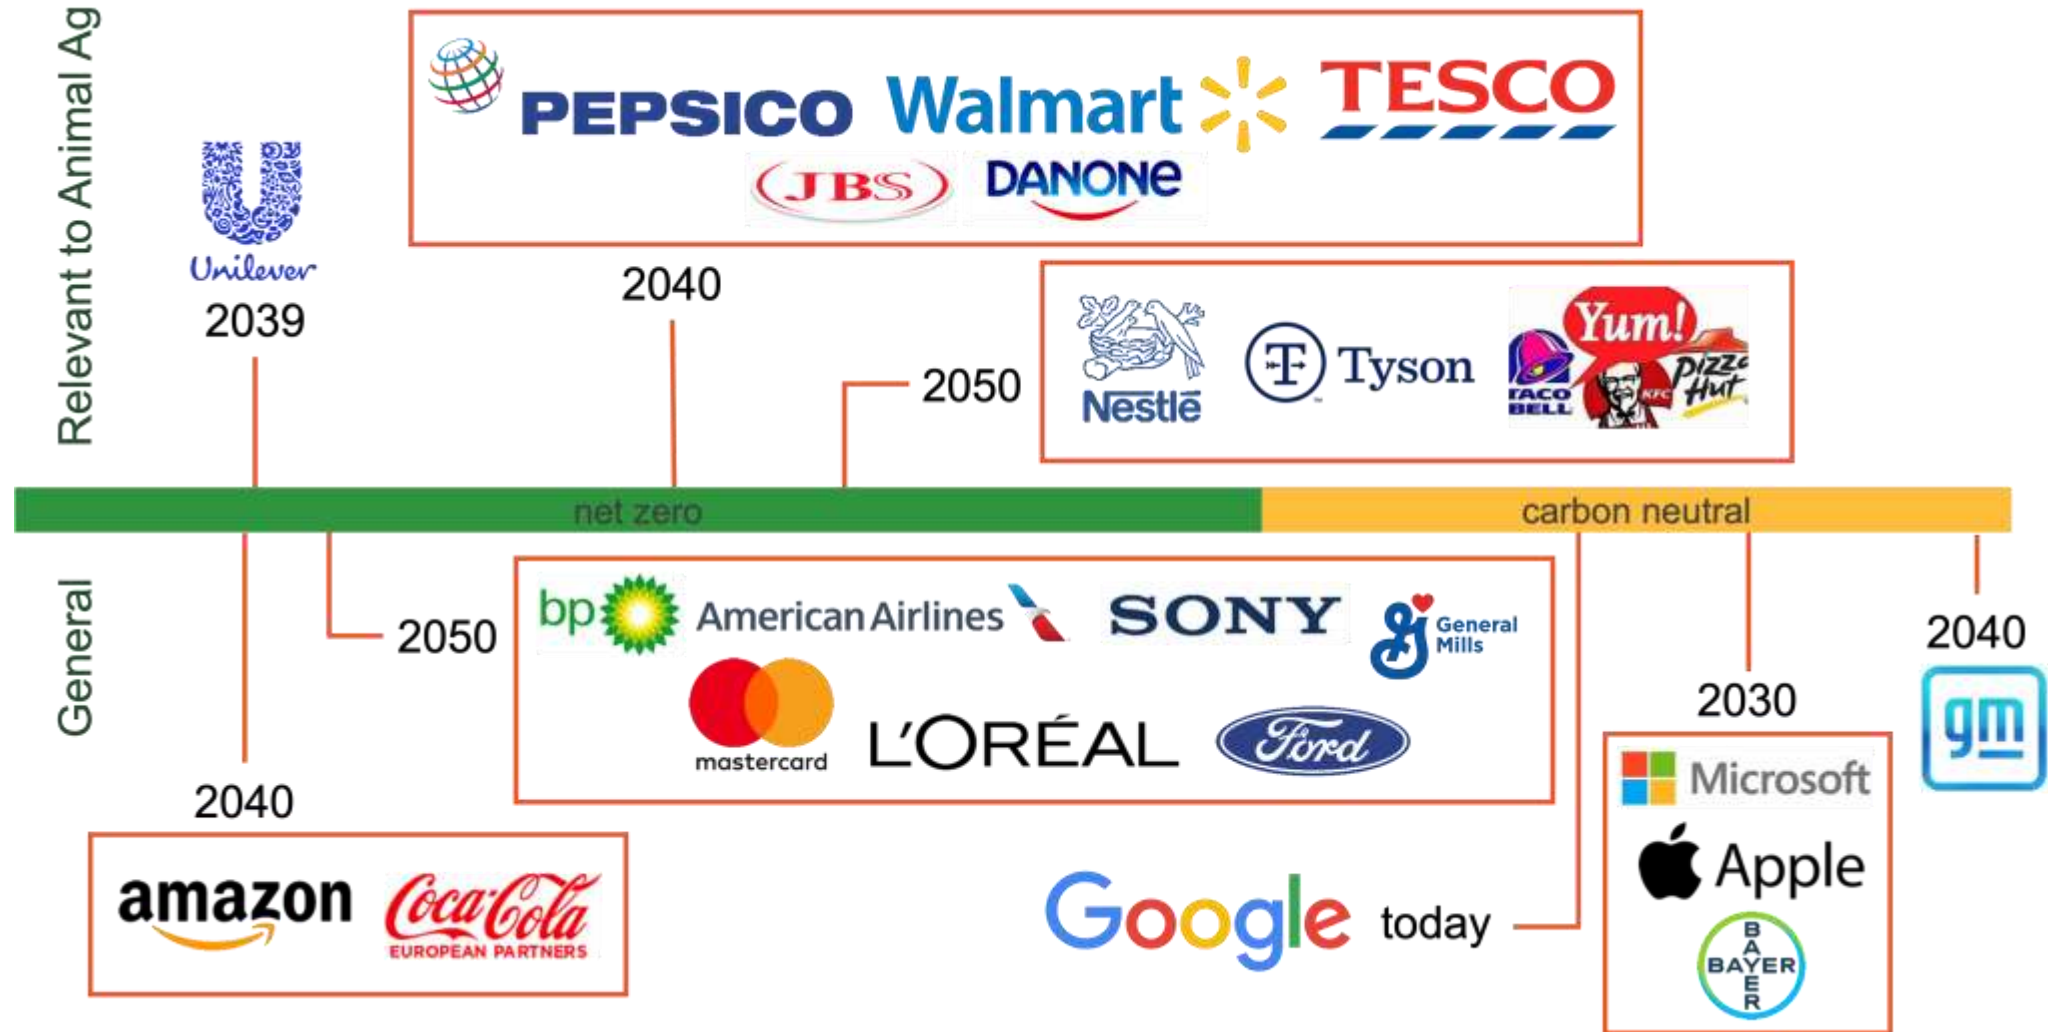 Relevant to Animal Ag
PEPSICO Walmart TESCO
JBS DANONE
Unilever
2039
2040
2050
Nestlé Tyson Yum!
TACO BELL
KFC
Pizza Hut
net zero carbon neutral
General
2050
bp American Airlines SONY General Mills
mastercard L'ORÉAL Ford
2040
amazon Coca-Cola
EUROPEAN PARTNERS
Google today
2030
Microsoft
Apple
BAYER
BAYER
2040
gm